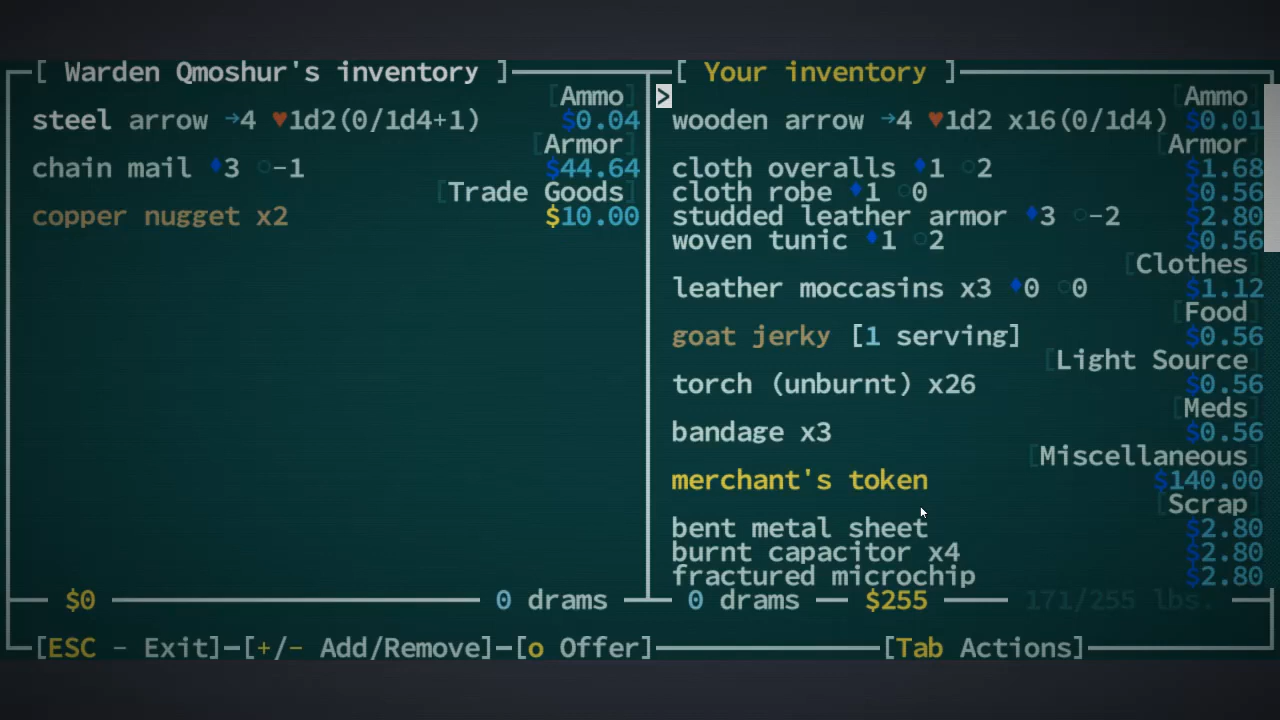 [ Warden Qmoshur's inventory ]
[Ammo]
steel arrow →4 ♥1d2(0/1d4+1) $0.04
[Armor]
chain mail ♦3 ○-1 $44.64
[Trade Goods]
copper nugget x2 $10.00
$0 0 drams
[ Your inventory ]
> [Ammo]
wooden arrow →4 ♥1d2 x16(0/1d4) $0.01
[Armor]
cloth overalls ♦1 ○2 $1.68
cloth robe ♦1 ○0 $0.56
studded leather armor ♦3 ○-2 $2.80
woven tunic ♦1 ○2 $0.56
[Clothes]
leather moccasins x3 ♦0 ○0 $1.12
[Food]
goat jerky [1 serving] $0.56
[Light Source]
torch (unburnt) x26 $0.56
[Meds]
bandage x3 $0.56
[Miscellaneous]
merchant's token $140.00
[Scrap]
bent metal sheet $2.80
burnt capacitor x4 $2.80
fractured microchip $2.80
0 drams $255 171/255 lbs.
[ESC - Exit] [+/- Add/Remove] [o Offer] [Tab Actions]